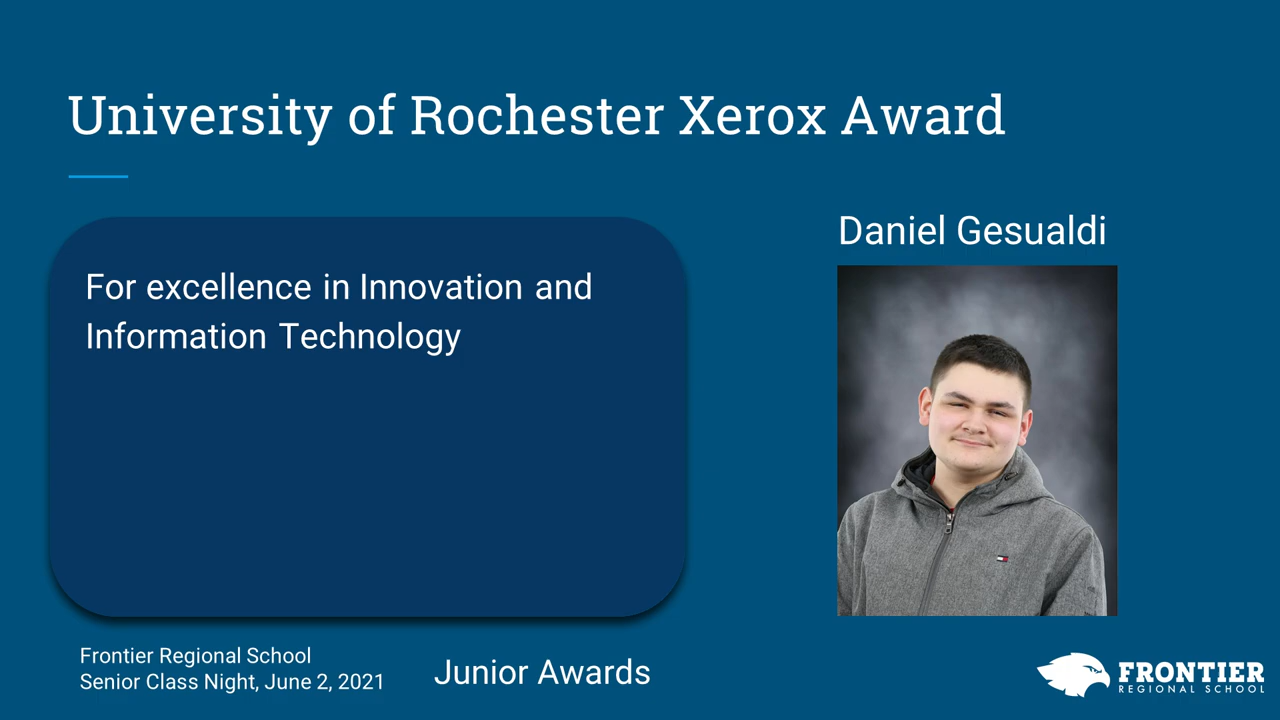 University of Rochester Xerox Award
For excellence in Innovation and
Information Technology
Daniel Gesualdi
Frontier Regional School
Senior Class Night, June 2, 2021
Junior Awards
FRONTIER
REGIONAL SCHOOL